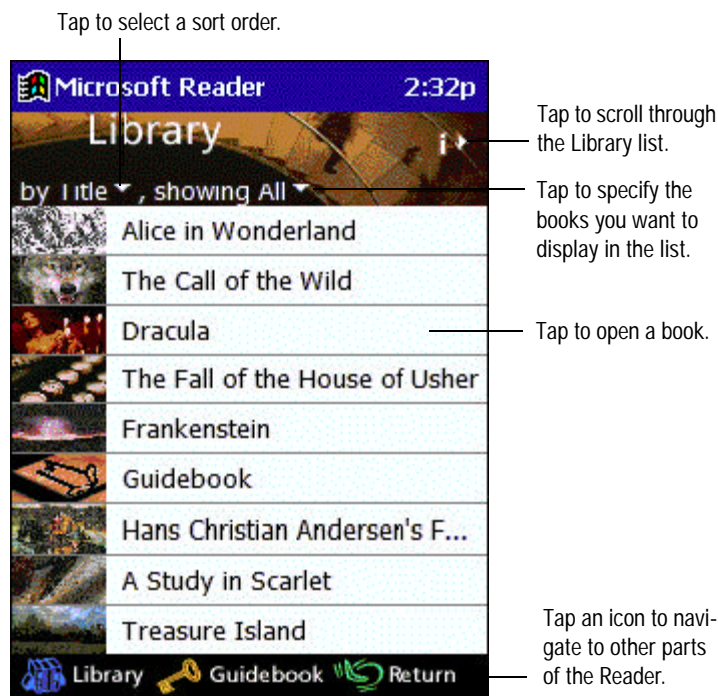 Tap to select a sort order.
Microsoft Reader 2:32p
Library
i
Tap to scroll through
the Library list.
by Title , showing All
Tap to specify the
books you want to
display in the list.
Alice in Wonderland
The Call of the Wild
Dracula
Tap to open a book.
The Fall of the House of Usher
Frankenstein
Guidebook
Hans Christian Andersen's F...
A Study in Scarlet
Treasure Island
Library Guidebook Return
Tap an icon to navi-
gate to other parts
of the Reader.